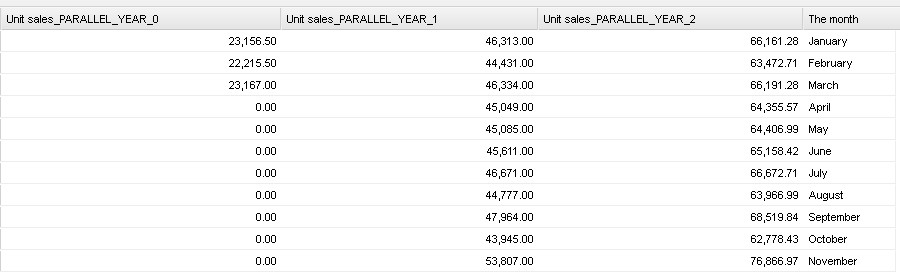 Unit sales_PARALLEL_YEAR_0 Unit sales_PARALLEL_YEAR_1 Unit sales_PARALLEL_YEAR_2 The month
23,156.50 46,313.00 66,161.28 January
22,215.50 44,431.00 63,472.71 February
23,167.00 46,334.00 66,191.28 March
0.00 45,049.00 64,355.57 April
0.00 45,085.00 64,406.99 May
0.00 45,611.00 65,158.42 June
0.00 46,671.00 66,672.71 July
0.00 44,777.00 63,966.99 August
0.00 47,964.00 68,519.84 September
0.00 43,945.00 62,778.43 October
0.00 53,807.00 76,866.97 November